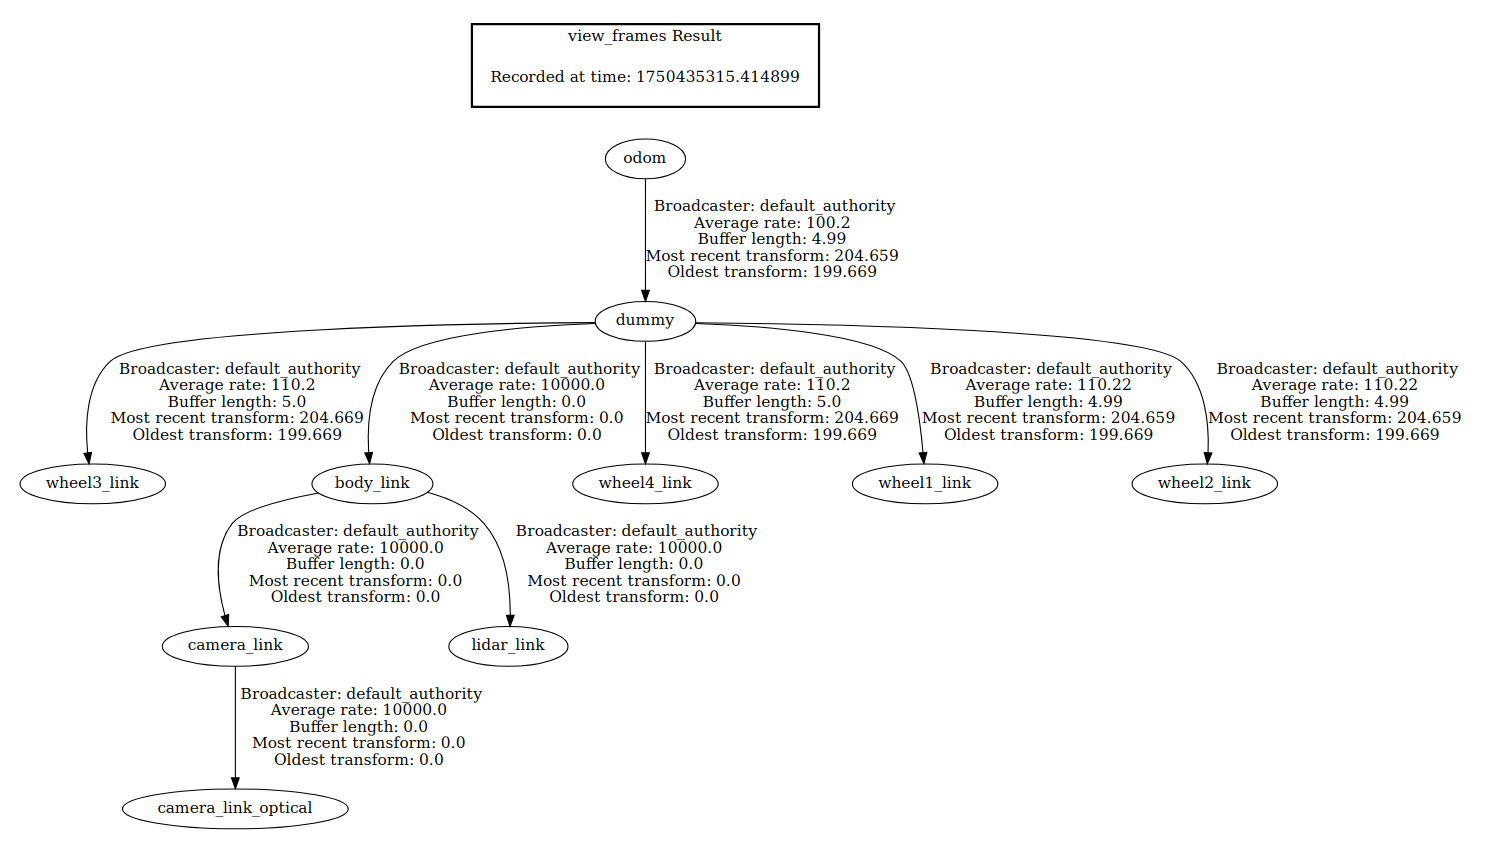 view_frames Result
Recorded at time: 1750435315.414899
odom
Broadcaster: default_authority
Average rate: 100.2
Buffer length: 4.99
Most recent transform: 204.659
Oldest transform: 199.669
dummy
Broadcaster: default_authority
Average rate: 110.2
Buffer length: 5.0
Most recent transform: 204.669
Oldest transform: 199.669
Broadcaster: default_authority
Average rate: 10000.0
Buffer length: 0.0
Most recent transform: 0.0
Oldest transform: 0.0
Broadcaster: default_authority
Average rate: 110.2
Buffer length: 5.0
Most recent transform: 204.669
Oldest transform: 199.669
Broadcaster: default_authority
Average rate: 110.22
Buffer length: 4.99
Most recent transform: 204.659
Oldest transform: 199.669
Broadcaster: default_authority
Average rate: 110.22
Buffer length: 4.99
Most recent transform: 204.659
Oldest transform: 199.669
wheel3_link
body_link
wheel4_link
wheel1_link
wheel2_link
Broadcaster: default_authority
Average rate: 10000.0
Buffer length: 0.0
Most recent transform: 0.0
Oldest transform: 0.0
Broadcaster: default_authority
Average rate: 10000.0
Buffer length: 0.0
Most recent transform: 0.0
Oldest transform: 0.0
camera_link
lidar_link
Broadcaster: default_authority
Average rate: 10000.0
Buffer length: 0.0
Most recent transform: 0.0
Oldest transform: 0.0
camera_link_optical